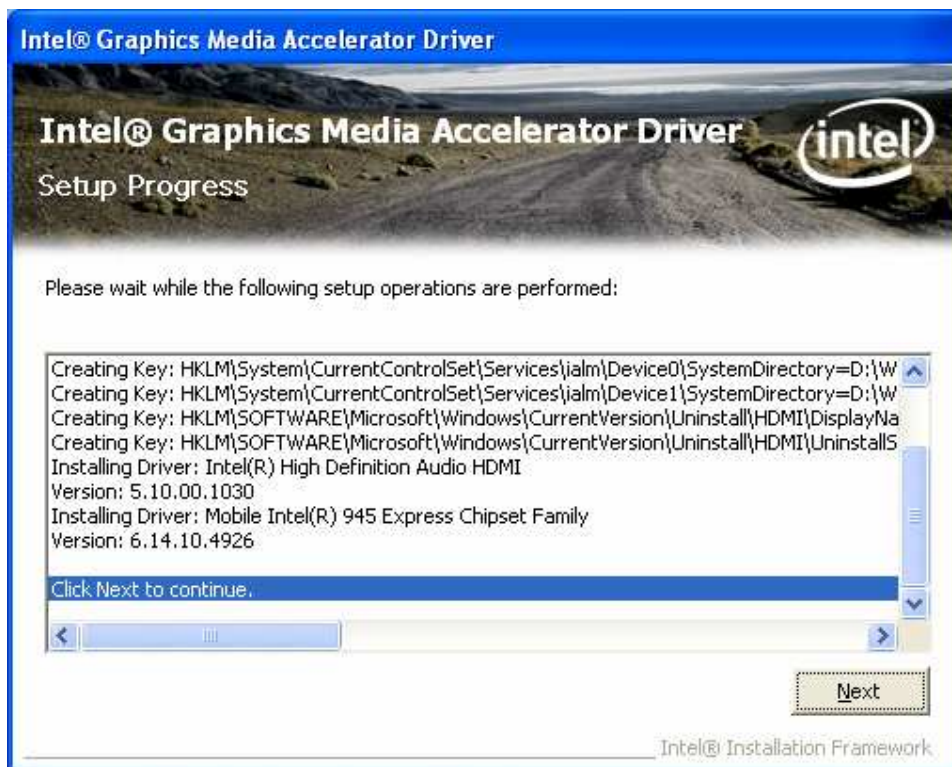 Intel® Graphics Media Accelerator Driver
Intel® Graphics Media Accelerator Driver
intel
Setup Progress
Please wait while the following setup operations are performed:
Creating Key: HKLM\System\CurrentControlSet\Services\ialm\Device0\SystemDirectory=D:\W
Creating Key: HKLM\System\CurrentControlSet\Services\ialm\Device1\SystemDirectory=D:\W
Creating Key: HKLM\SOFTWARE\Microsoft\Windows\CurrentVersion\Uninstall\HDMI\DisplayNa
Creating Key: HKLM\SOFTWARE\Microsoft\Windows\CurrentVersion\Uninstall\HDMI\UninstallS
Installing Driver: Intel(R) High Definition Audio HDMI
Version: 5.10.00.1030
Installing Driver: Mobile Intel(R) 945 Express Chipset Family
Version: 6.14.10.4926
Click Next to continue.
Next
Intel® Installation Framework